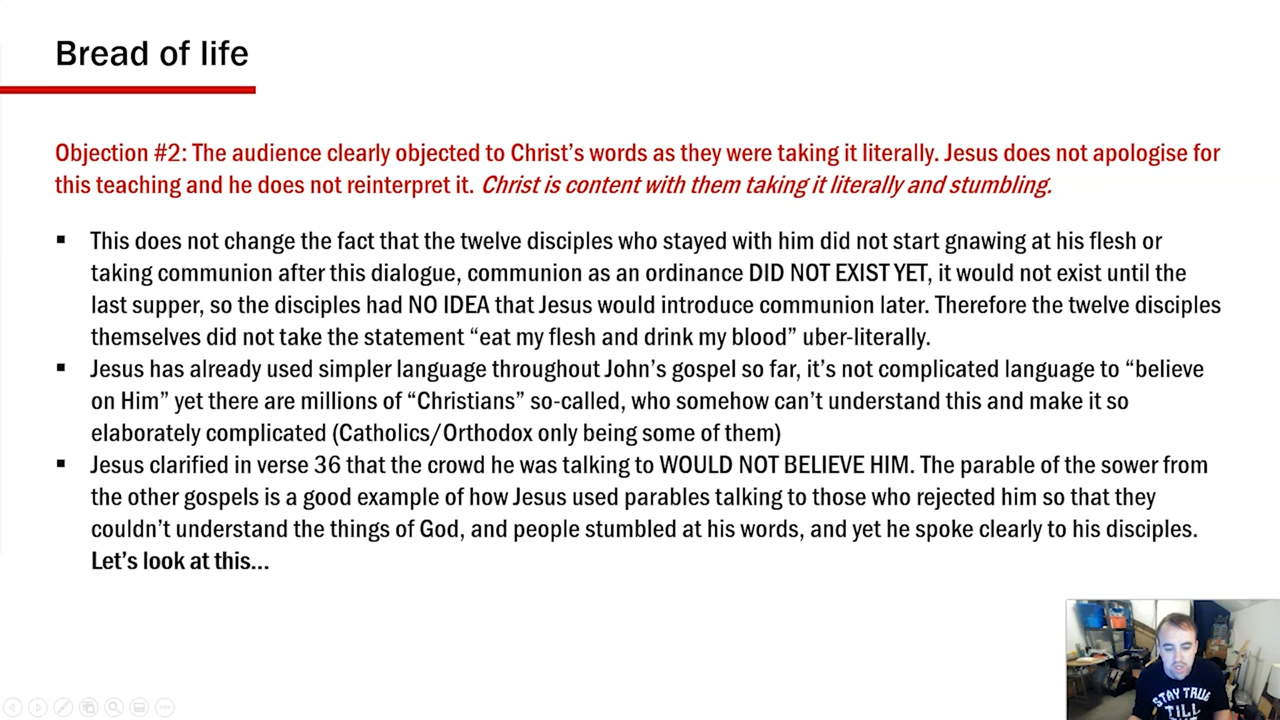 Bread of life
Objection #2: The audience clearly objected to Christ's words as they were taking it literally. Jesus does not apologise for
this teaching and he does not reinterpret it. Christ is content with them taking it literally and stumbling.
▪ This does not change the fact that the twelve disciples who stayed with him did not start gnawing at his flesh or
taking communion after this dialogue, communion as an ordinance DID NOT EXIST YET, it would not exist until the
last supper, so the disciples had NO IDEA that Jesus would introduce communion later. Therefore the twelve disciples
themselves did not take the statement “eat my flesh and drink my blood” uber-literally.
▪ Jesus has already used simpler language throughout John's gospel so far, it's not complicated language to “believe
on Him” yet there are millions of “Christians” so-called, who somehow can't understand this and make it so
elaborately complicated (Catholics/Orthodox only being some of them)
▪ Jesus clarified in verse 36 that the crowd he was talking to WOULD NOT BELIEVE HIM. The parable of the sower from
the other gospels is a good example of how Jesus used parables talking to those who rejected him so that they
couldn't understand the things of God, and people stumbled at his words, and yet he spoke clearly to his disciples.
Let's look at this...
STAY TRUE
TILL